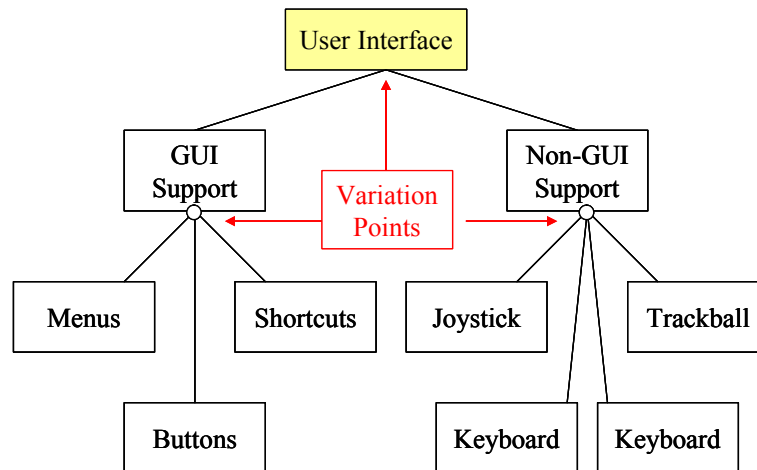 User Interface
GUI
Support
Non-GUI
Support
Variation
Points
Menus
Shortcuts
Joystick
Trackball
Buttons
Keyboard
Keyboard